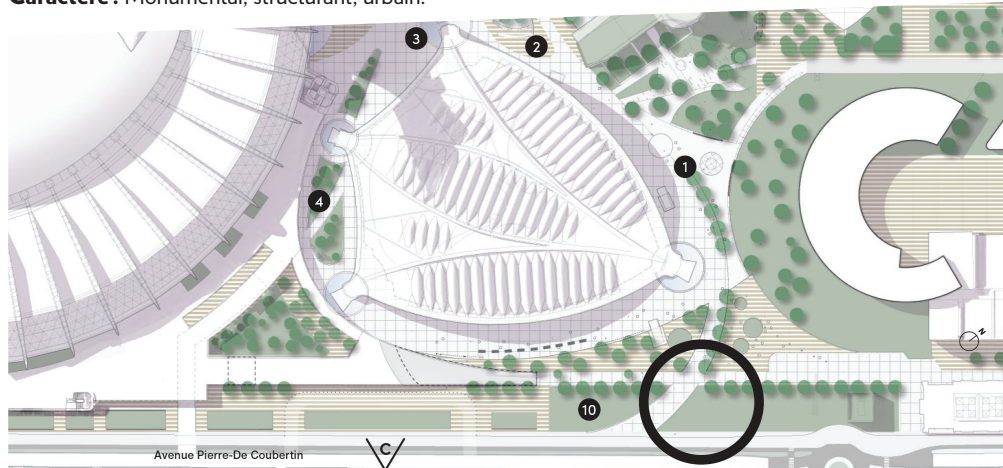 Caractère : Monumental, structurant, urbain.
3
2
1
4
N
10
C
Avenue Pierre-De Coubertin